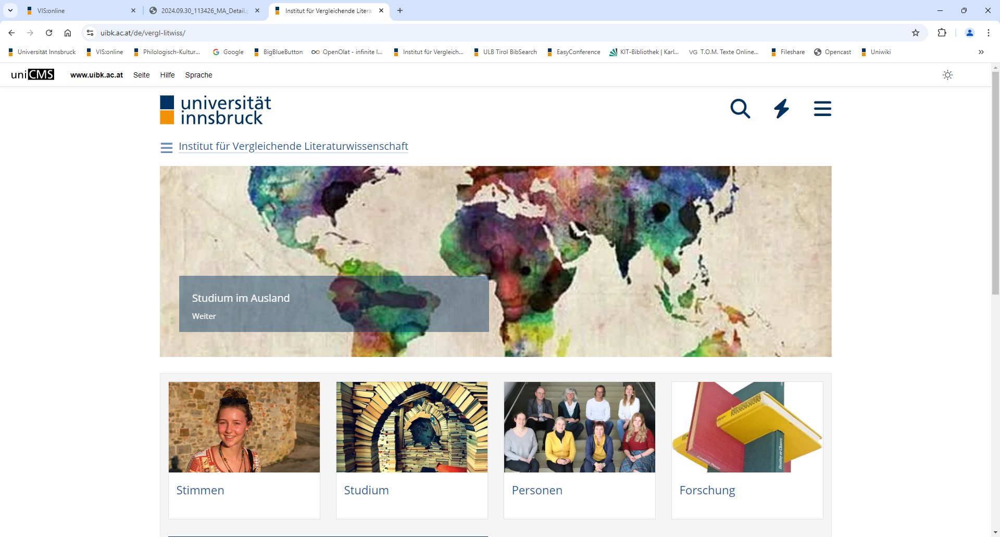 VIS:online
2024.09.30_113426_MA_Detail.
Institut für Vergleichende Litera
uibk.ac.at/de/vergl-litwiss/
Universität Innsbruck
VIS:online
Philologisch-Kultur...
Google
BigBlueButton
OpenOlat - infinite l...
Institut für Vergleich...
ULB Tirol BibSearch
EasyConference
KIT-Bibliothek | Karl...
VG T.O.M. Texte Online...
Fileshare
Opencast
Uniwiki
uniCMS
www.uibk.ac.at
Seite
Hilfe
Sprache
universität
innsbruck
Institut für Vergleichende Literaturwissenschaft
Studium im Ausland
Weiter
Stimmen
Studium
Personen
Forschung